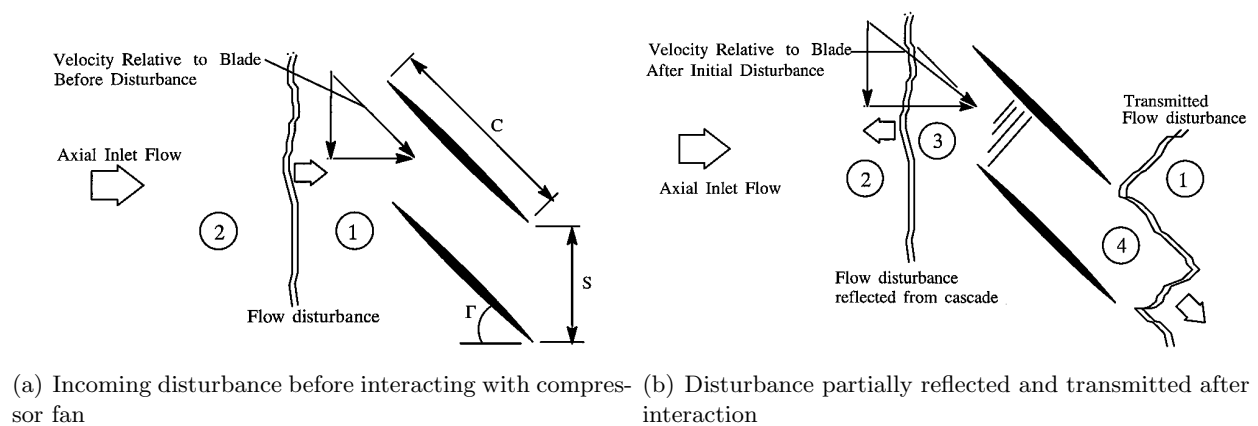 Velocity Relative to Blade
Before Disturbance
C
Axial Inlet Flow
2
1
S
Γ
Flow disturbance
Velocity Relative to Blade
After Initial Disturbance
Transmitted
Flow disturbance
3
Axial Inlet Flow
2
1
4
Flow disturbance
reflected from cascade
(a) Incoming disturbance before interacting with compres-
sor fan
(b) Disturbance partially reflected and transmitted after
interaction